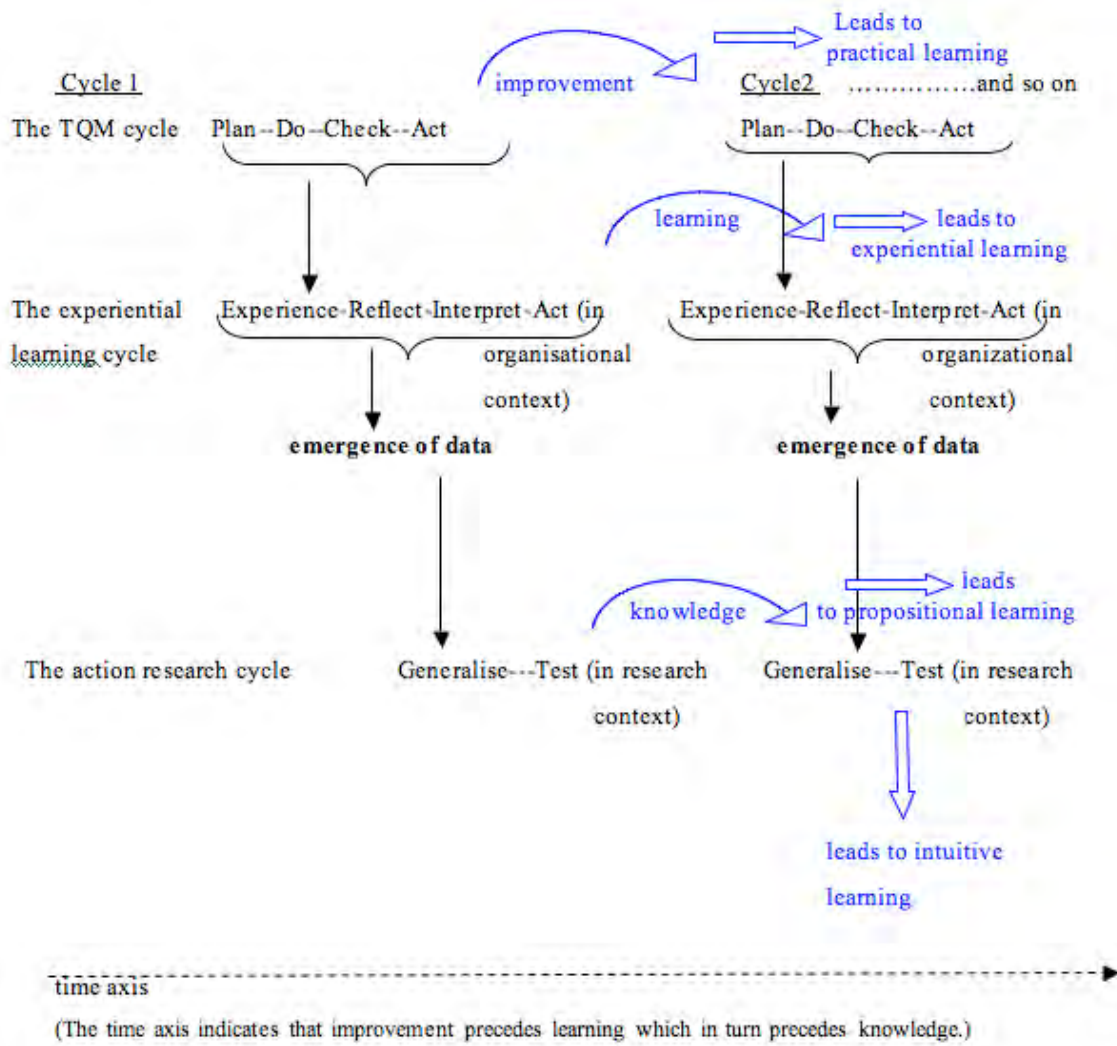 Leads to
practical learning
Cycle 1 improvement Cycle2 ……………and so on
The TQM cycle Plan--Do--Check--Act Plan--Do--Check--Act
learning leads to
experiential learning
The experiential Experience-Reflect-Interpret-Act (in Experience-Reflect-Interpret-Act (in
learning cycle organisational organizational
context) context)
emergence of data emergence of data
leads
knowledge to propositional learning
The action research cycle Generalise---Test (in research Generalise---Test (in research
context) context)
leads to intuitive
learning
time axis
(The time axis indicates that improvement precedes learning which in turn precedes knowledge.)